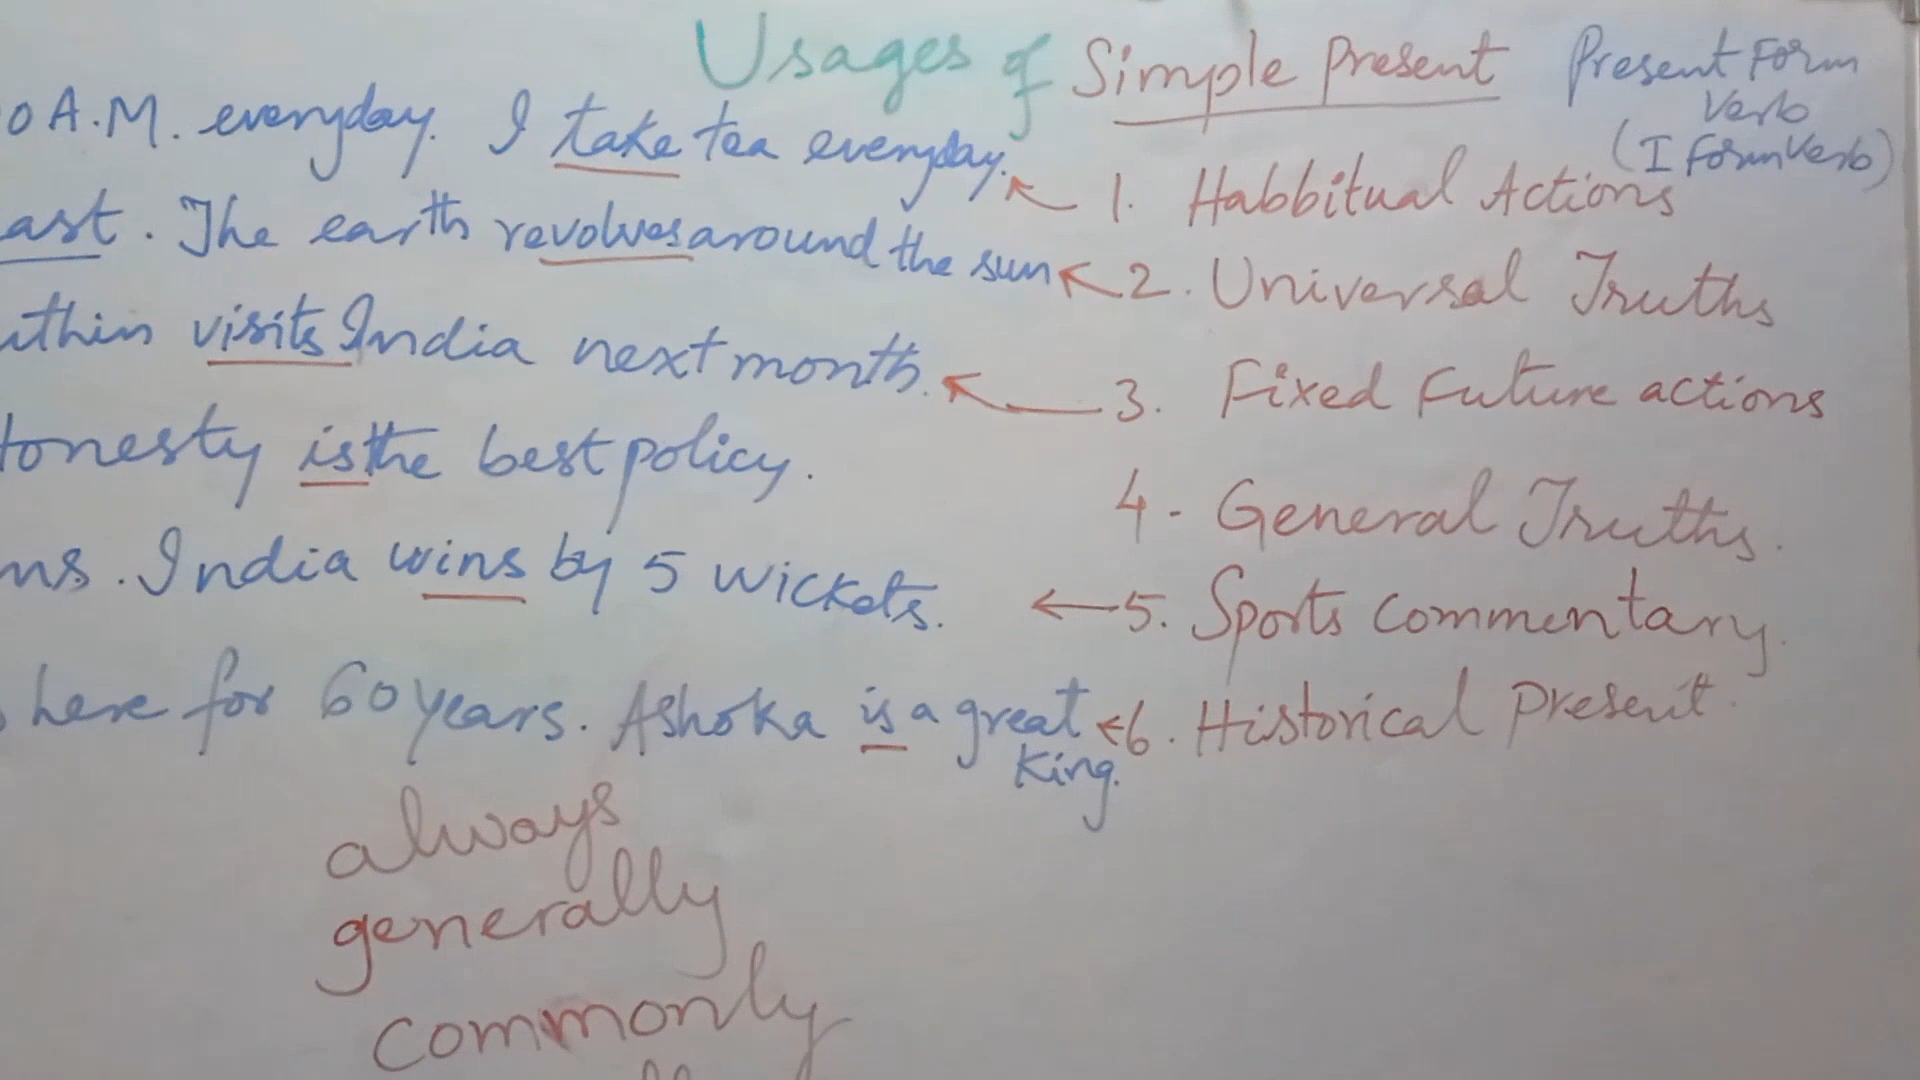 Usages of Simple Present Present Form
Verb
(I Form Verb)
0 A.M. everyday. I take tea everyday. 1. Habbitual Actions
ast. The earth revolves around the sun 2. Universal Truths
uthin visits India next month. 3. Fixed Future actions
Honesty is the best policy. 4- General Truths.
ns. India wins by 5 wickets. 5. Sports commentary.
here for 60 years. Ashoka is a great king. 6. Historical present.
always
generally
commonly